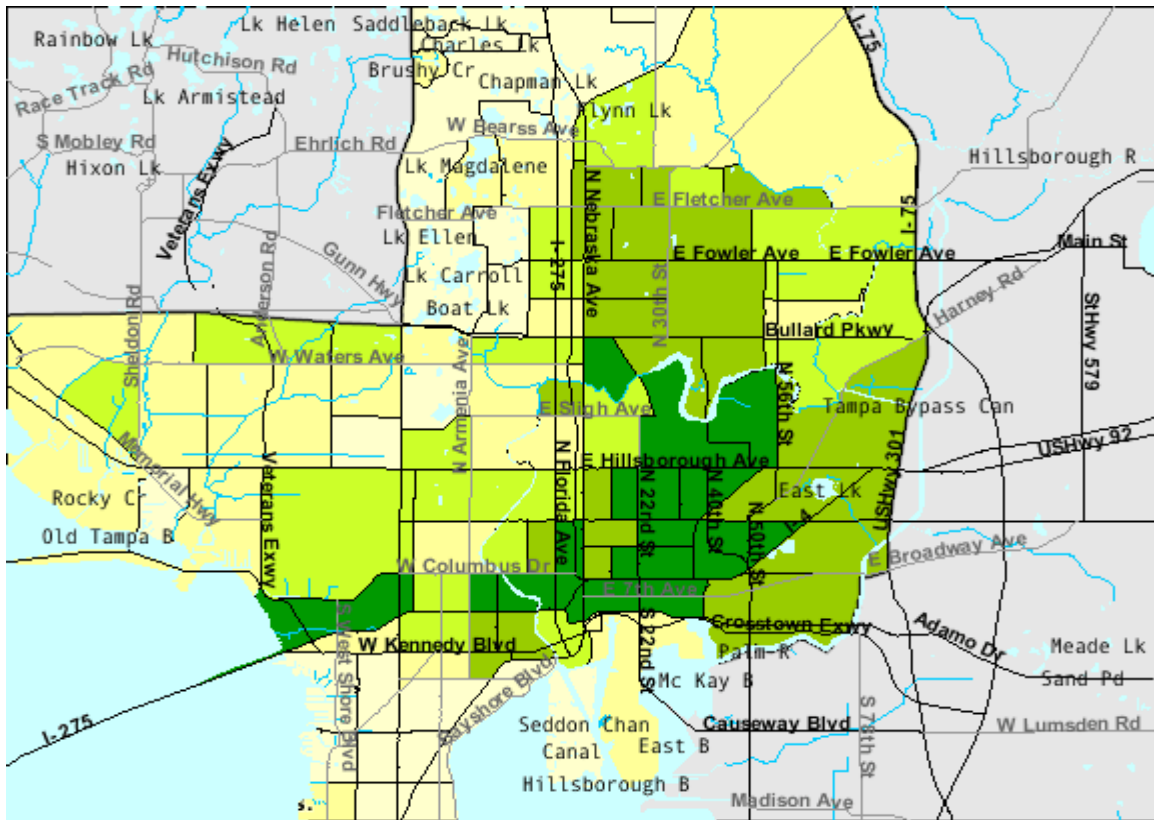 Lk Helen
Saddleback Lk
I-75
Rainbow Lk
Charles Lk
Hutchison Rd
Brushy Cr
Chapman Lk
Race Track Rd
Lk Armistead
Lynn Lk
W Bearss Ave
S Mobley Rd
Ehrlich Rd
Hixon Lk
Lk Magdalene
Hillsborough R
Veterans Exwy
N Nebraska Ave
E Fletcher Ave
Fletcher Ave
I-75
Lk Ellen
I-275
E Fowler Ave
E Fowler Ave
Main St
Anderson Rd
Gunn Hwy
Lk Carroll
N 30th St
Harney Rd
Sheldon Rd
Boat Lk
Bullard Pkwy
StHwy 579
W Waters Ave
N Armenia Ave
N 56th St
E Sligh Ave
Tampa Bypass Can
Memorial Hwy
N Florida Ave
E Hillsborough Ave
USHwy 301
USHwy 92
Rocky Cr
Veterans Exwy
N 22nd St
N 40th St
N 50th St
East Lk
I-4
Old Tampa B
W Columbus Dr
E Broadway Ave
E 7th Ave
S West Shore Blvd
W Kennedy Blvd
S 22nd St
Crosstown Exwy
Adamo Dr
Palm R
Meade Lk
Bayshore Blvd
Mc Kay B
Sand Pd
I-275
Seddon Chan
Causeway Blvd
S 78th St
W Lumsden Rd
Canal
East B
Hillsborough B
s.
Madison Ave